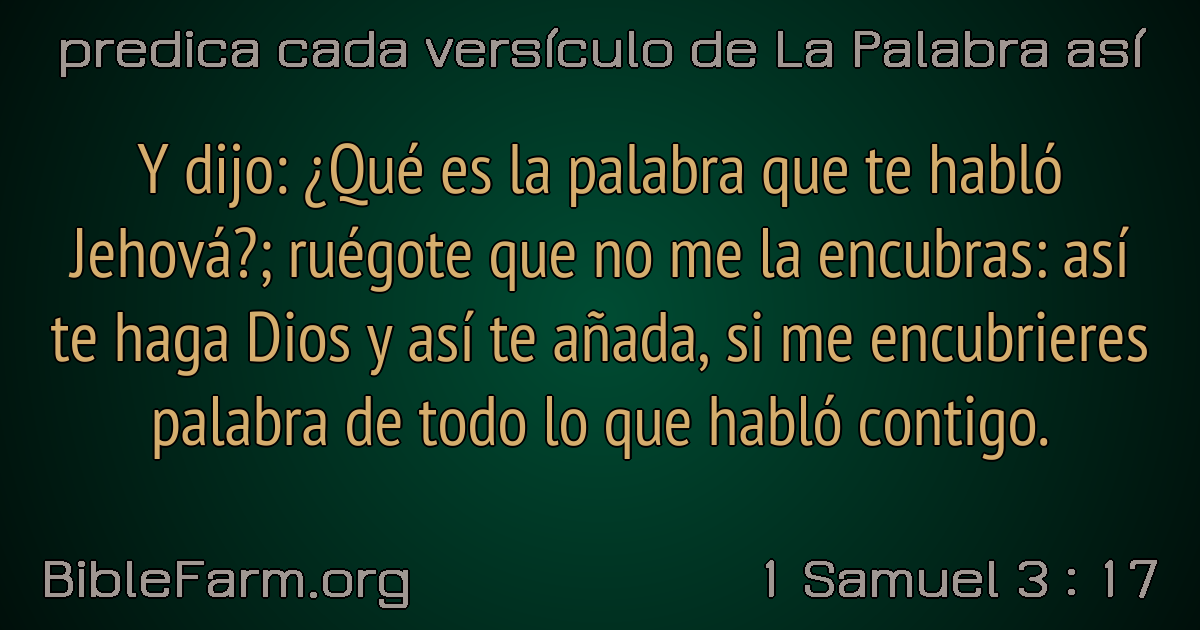 predica cada versículo de La Palabra así
Y dijo: ¿Qué es la palabra que te habló
Jehová?; ruégote que no me la encubras: así
te haga Dios y así te añada, si me encubrieres
palabra de todo lo que habló contigo.
BibleFarm.org
1 Samuel 3 : 17